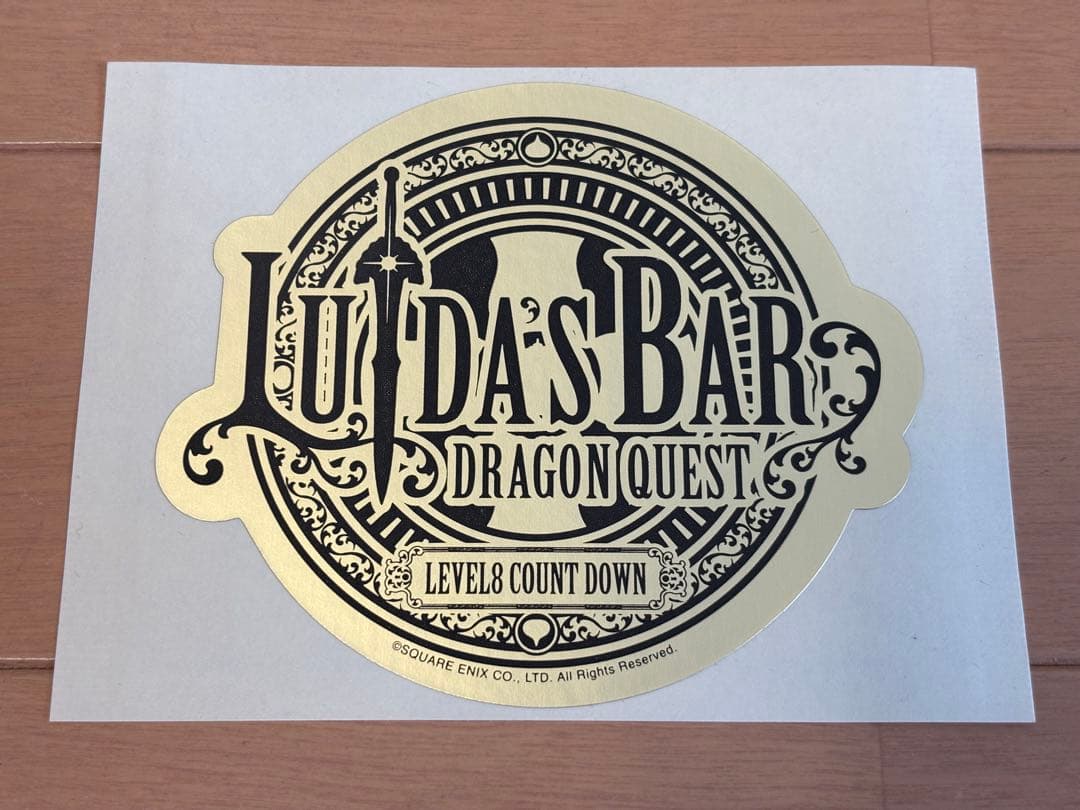 LUIDA'S BAR
DRAGON QUEST
LEVEL8 COUNT DOWN
©SQUARE ENIX CO., LTD. All Rights Reserved.